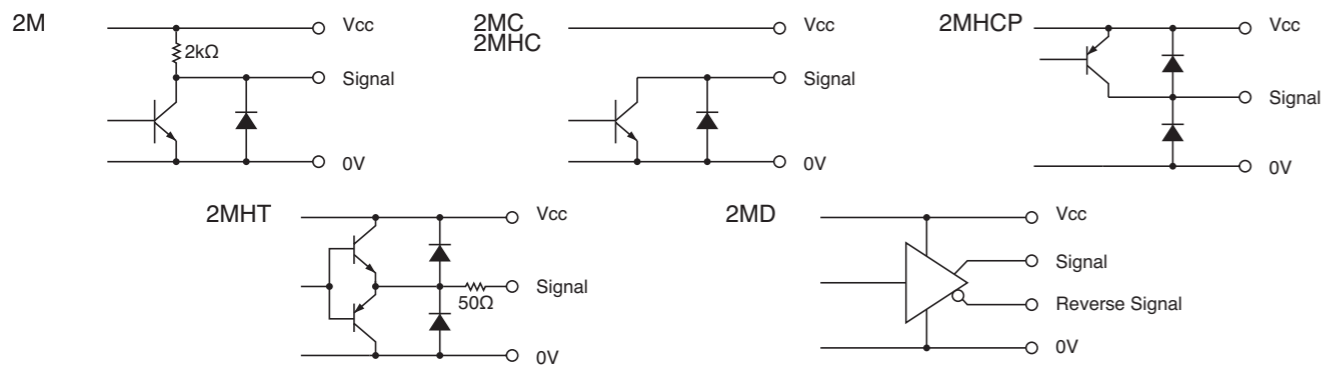 2M
Vcc
2kΩ
Signal
0V
2MC
2MHC
Vcc
Signal
0V
2MHCP
Vcc
Signal
0V
2MHT
Vcc
Signal
50Ω
0V
2MD
Vcc
Signal
Reverse Signal
0V